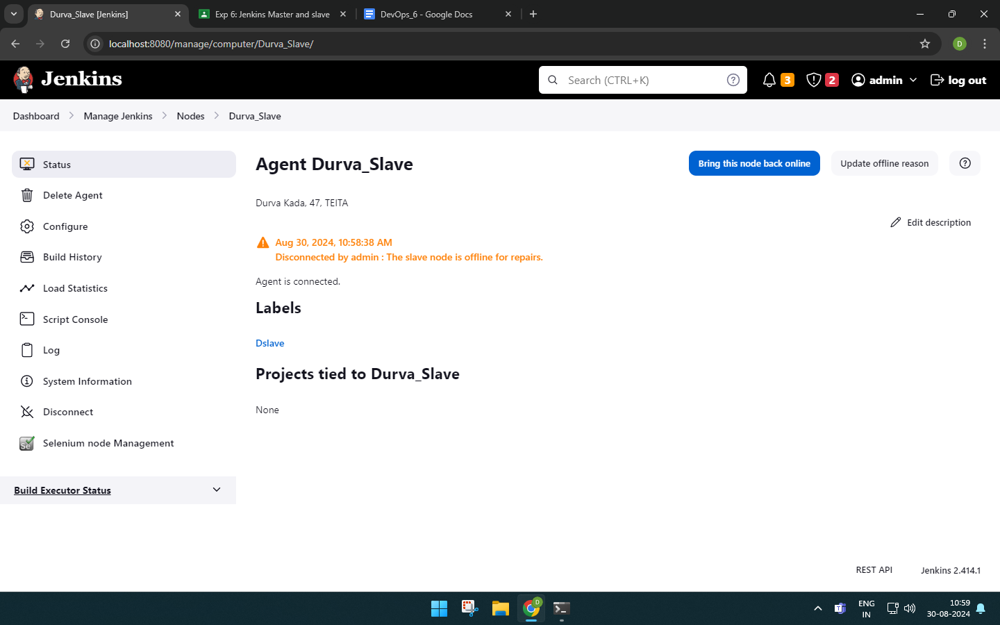 Durva_Slave [Jenkins]
Exp 6: Jenkins Master and slave
DevOps_6 - Google Docs
localhost:8080/manage/computer/Durva_Slave/
D
Jenkins
Search (CTRL+K)
3
2
admin
log out
Dashboard
Manage Jenkins
Nodes
Durva_Slave
Status
Delete Agent
Configure
Build History
Load Statistics
Script Console
Log
System Information
Disconnect
Se
Selenium node Management
Build Executor Status
Agent Durva_Slave
Bring this node back online
Update offline reason
Durva Kada, 47, TEITA
Edit description
Aug 30, 2024, 10:58:38 AM
Disconnected by admin : The slave node is offline for repairs.
Agent is connected.
Labels
Dslave
Projects tied to Durva_Slave
None
REST API
Jenkins 2.414.1
D
ENG
IN
10:59
30-08-2024